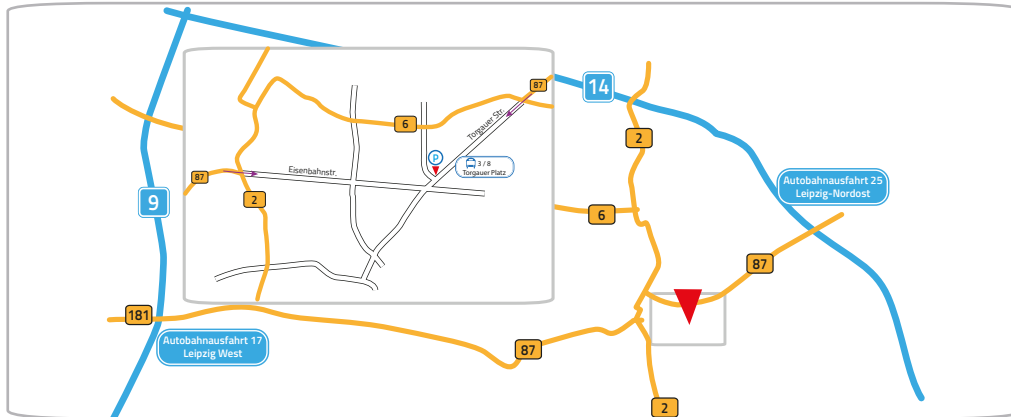 14
87
6
2
Torgauer Str.
P
3 / 8
Torgauer Platz
Eisenbahnstr.
87
2
9
Autobahnausfahrt 25
Leipzig-Nordost
6
87
181
Autobahnausfahrt 17
Leipzig West
87
2